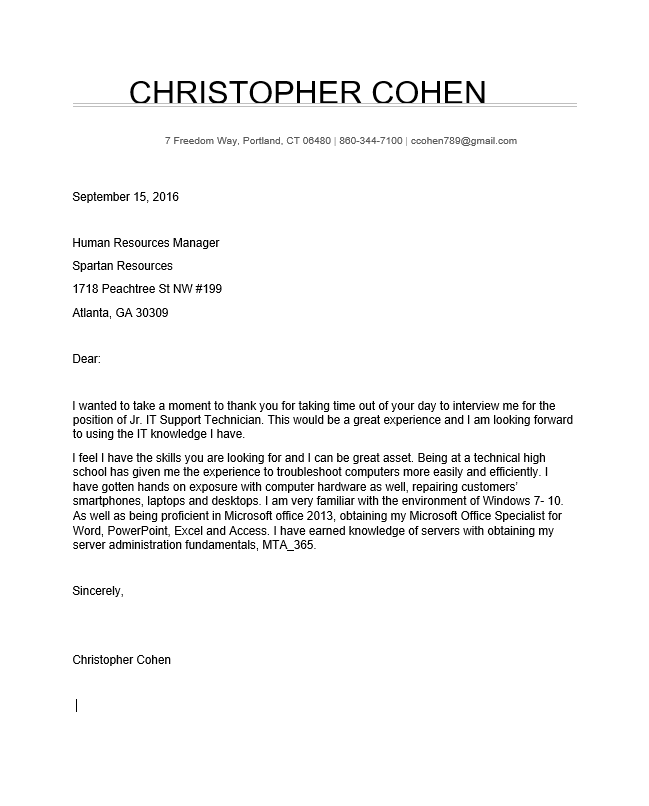 CHRISTOPHER COHEN
7 Freedom Way, Portland, CT 06480 | 860-344-7100 | ccohen789@gmail.com
September 15, 2016
Human Resources Manager
Spartan Resources
1718 Peachtree St NW #199
Atlanta, GA 30309
Dear:
I wanted to take a moment to thank you for taking time out of your day to interview me for the
position of Jr. IT Support Technician. This would be a great experience and I am looking forward
to using the IT knowledge I have.
I feel I have the skills you are looking for and I can be great asset. Being at a technical high
school has given me the experience to troubleshoot computers more easily and efficiently. I
have gotten hands on exposure with computer hardware as well, repairing customers’
smartphones, laptops and desktops. I am very familiar with the environment of Windows 7- 10.
As well as being proficient in Microsoft office 2013, obtaining my Microsoft Office Specialist for
Word, PowerPoint, Excel and Access. I have earned knowledge of servers with obtaining my
server administration fundamentals, MTA_365.
Sincerely,
Christopher Cohen